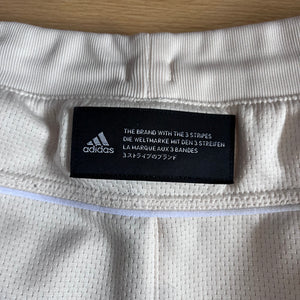 adidas
THE BRAND WITH THE 3 STRIPES
DIE WELTMARKE MIT DEN 3 STREIFEN
LA MARQUE AUX 3 BANDES
3ストライプのブランド